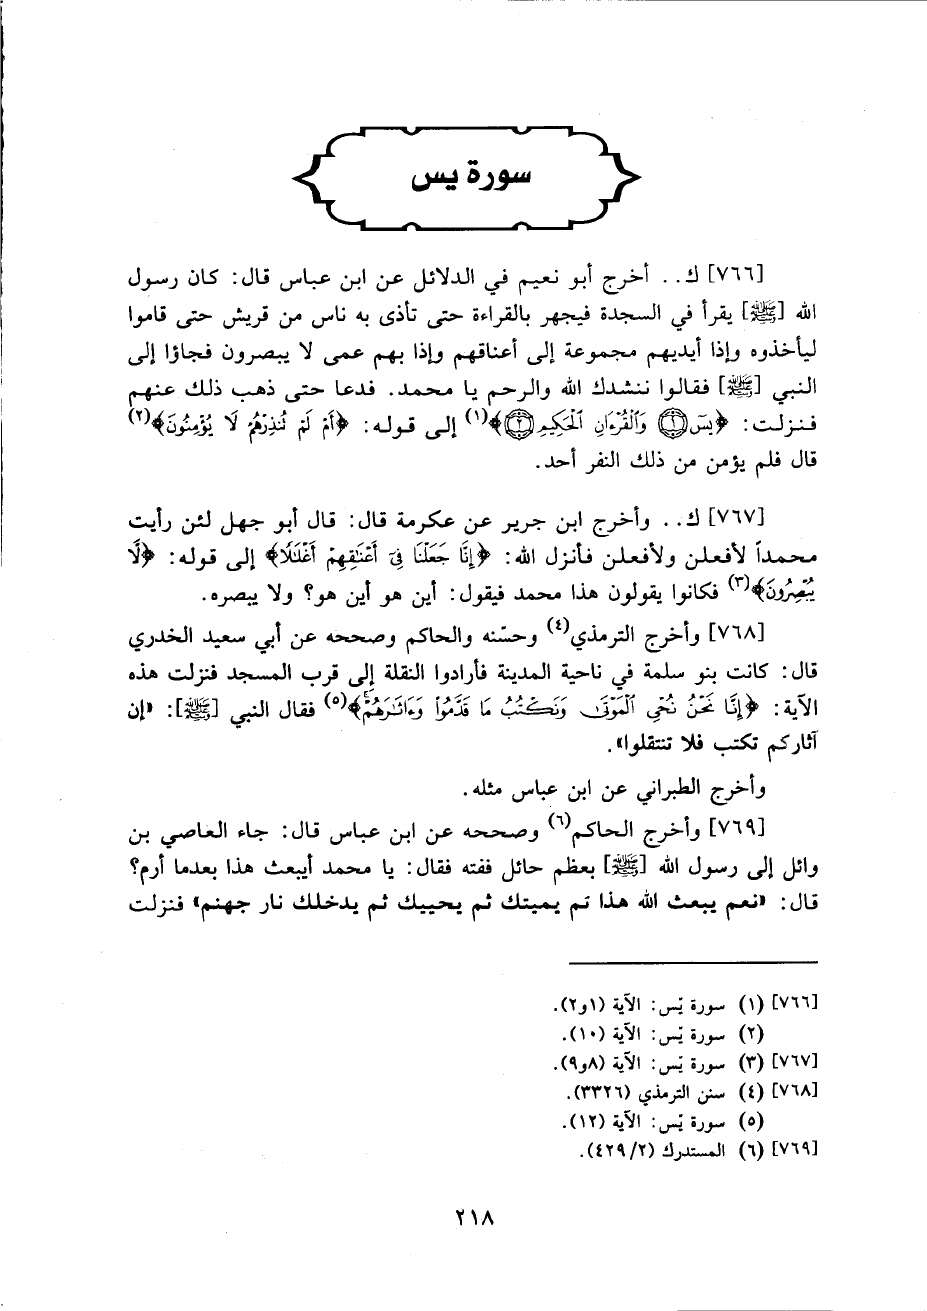 سورة يس
[٧٦٦] ك.. أخرج أبو نعيم في الدلائل عن ابن عباس قال: كان رسول
الله [ﷺ] يقرأ في السجدة فيجهر بالقراءة حتى تأذى به ناس من قريش حتى قاموا
ليأخذوه وإذا أيديهم مجموعة إلى أعناقهم وإذا بهم عمى لا يبصرون فجاؤا إلى
النبي [ﷺ] فقالوا ننشدك الله والرحم يا محمد. فدعا حتى ذهب ذلك عنهم
فنزلت: ﴿يسٓ ۝١ وَٱلْقُرْءَانِ ٱلْحَكِيمِ ۝٢﴾(١) إلى قوله: ﴿أَمْ لَمْ تُنذِرْهُمْ لَا يُؤْمِنُونَ﴾(٢)
قال فلم يؤمن من ذلك النفر أحد.
[٧٦٧] ك.. وأخرج ابن جرير عن عكرمة قال: قال أبو جهل لئن رأيت
محمداً لأفعلن ولأفعلن فأنزل الله: ﴿إِنَّا جَعَلْنَا فِىٓ أَعْنَٰقِهِمْ أَغْلَٰلًا﴾ إلى قوله: ﴿لَا
يُبْصِرُونَ﴾(٣) فكانوا يقولون هذا محمد فيقول: أين هو أين هو؟ ولا يبصره.
[٧٦٨] وأخرج الترمذي(٤) وحسّنه والحاكم وصححه عن أبي سعيد الخدري
قال: كانت بنو سلمة في ناحية المدينة فأرادوا النقلة إلى قرب المسجد فنزلت هذه
الآية: ﴿إِنَّا نَحْنُ نُحْىِ ٱلْمَوْتَىٰ وَنَكْتُبُ مَا قَدَّمُوا۟ وَءَاثَٰرَهُمْ﴾(٥) فقال النبي [ﷺ]: «إن
آثاركم تكتب فلا تنتقلوا».
وأخرج الطبراني عن ابن عباس مثله.
[٧٦٩] وأخرج الحاكم(٦) وصححه عن ابن عباس قال: جاء العاصي بن
وائل إلى رسول الله [ﷺ] بعظم حائل ففته فقال: يا محمد أيبعث هذا بعدما أرم؟
قال: «نعم يبعث الله هذا ثم يميتك ثم يحييك ثم يدخلك نار جهنم» فنزلت
[٧٦٦] (١) سورة يّس: الآية (١و٢).
(٢) سورة يّس: الآية (١٠).
[٧٦٧] (٣) سورة يّس: الآية (٨و٩).
[٧٦٨] (٤) سنن الترمذي (٣٣٢٦).
(٥) سورة يّس: الآية (١٢).
[٧٦٩] (٦) المستدرك (٢/ ٤٢٩).
٢١٨